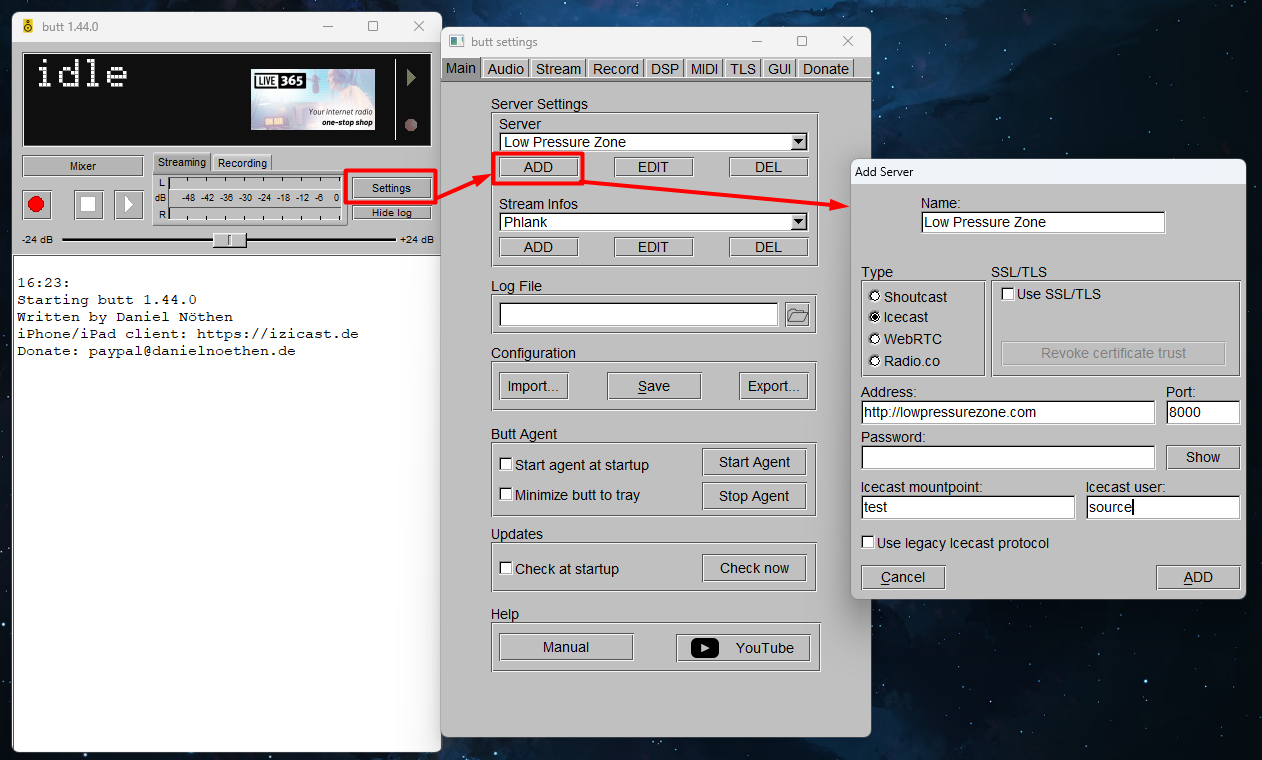 butt 1.44.0
idle
LIVE 365
Your internet radio
one-stop shop
ON AIR
Mixer
Streaming
Recording
L
dB
-48 -42 -36 -30 -24 -18 -12 -6 0
R
Settings
Hide log
-24 dB
+24 dB
16:23:
Starting butt 1.44.0
Written by Daniel Nöthen
iPhone/iPad client: https://izicast.de
Donate: paypal@danielnoethen.de
butt settings
Main Audio Stream Record DSP MIDI TLS GUI Donate
Server Settings
Server
Low Pressure Zone
ADD EDIT DEL
Stream Infos
Phlank
ADD EDIT DEL
Log File
Configuration
Import... Save Export...
Butt Agent
Start agent at startup
Start Agent
Minimize butt to tray
Stop Agent
Updates
Check at startup
Check now
Help
Manual
YouTube
Add Server
Name:
Low Pressure Zone
Type
Shoutcast
Icecast
WebRTC
Radio.co
SSL/TLS
Use SSL/TLS
Revoke certificate trust
Address:
http://lowpressurezone.com
Port:
8000
Password:
Show
Icecast mountpoint:
test
Icecast user:
source
Use legacy Icecast protocol
Cancel
ADD